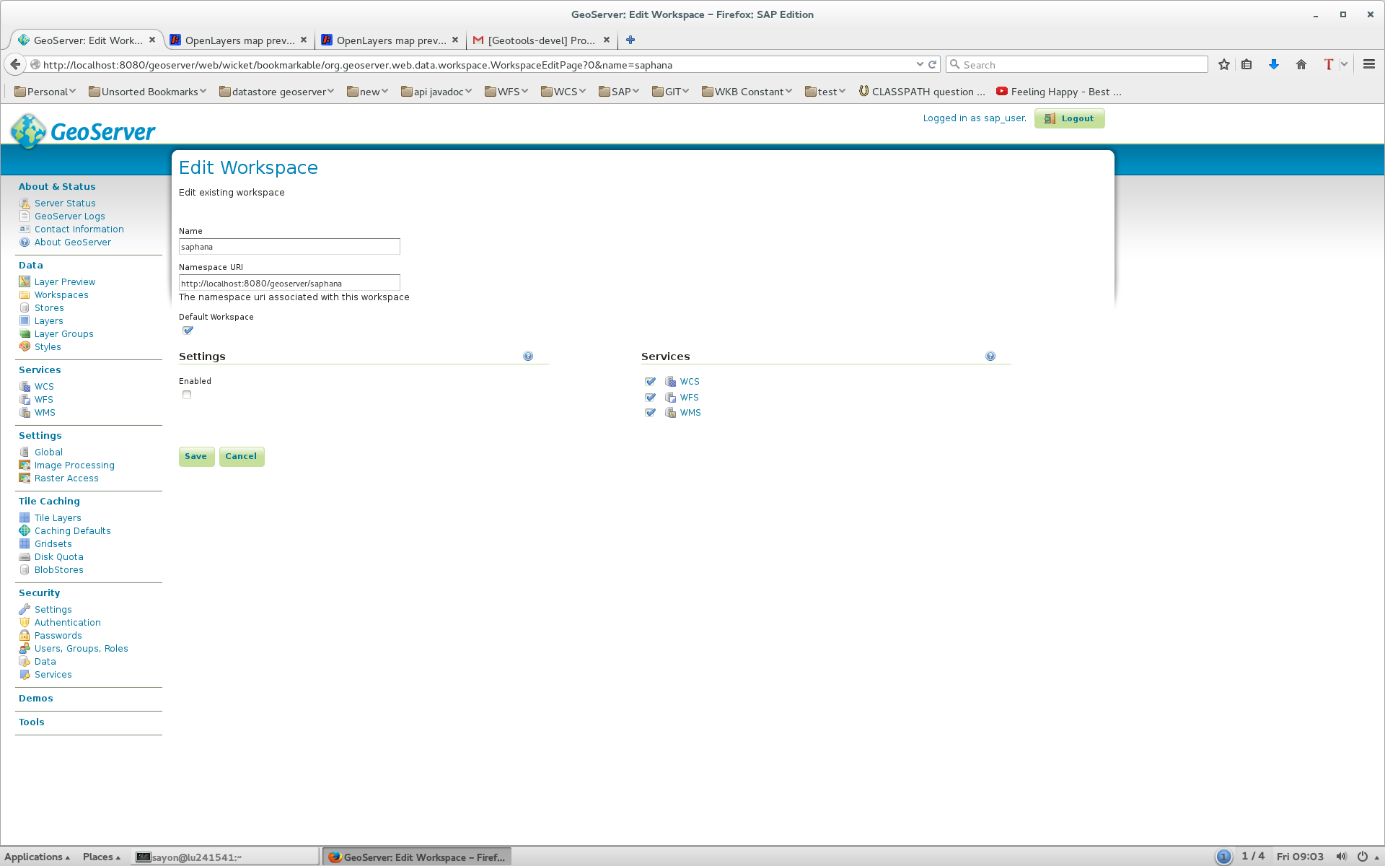 GeoServer: Edit Workspace - Firefox: SAP Edition
GeoServer: Edit Work... OpenLayers map prev... OpenLayers map prev... [Geotools-devel] Pro...
http://localhost:8080/geoserver/web/wicket/bookmarkable/org.geoserver.web.data.workspace.WorkspaceEditPage?0&name=saphana Search
Personal Unsorted Bookmarks datastore geoserver new api javadoc WFS WCS SAP GIT WKB Constant test CLASSPATH question ... Feeling Happy - Best ...
GeoServer
Logged in as sap_user. Logout
Edit Workspace
Edit existing workspace
Name
saphana
Namespace URI
http://localhost:8080/geoserver/saphana
The namespace uri associated with this workspace
Default Workspace
Settings
Enabled
Services
WCS
WFS
WMS
Save Cancel
About & Status
Server Status
GeoServer Logs
Contact Information
About GeoServer
Data
Layer Preview
Workspaces
Stores
Layers
Layer Groups
Styles
Services
WCS
WFS
WMS
Settings
Global
Image Processing
Raster Access
Tile Caching
Tile Layers
Caching Defaults
Gridsets
Disk Quota
BlobStores
Security
Settings
Authentication
Passwords
Users, Groups, Roles
Data
Services
Demos
Tools
Applications Places sayon@lu241541:~ GeoServer: Edit Workspace - Firef... 1 1 / 4 Fri 09:03